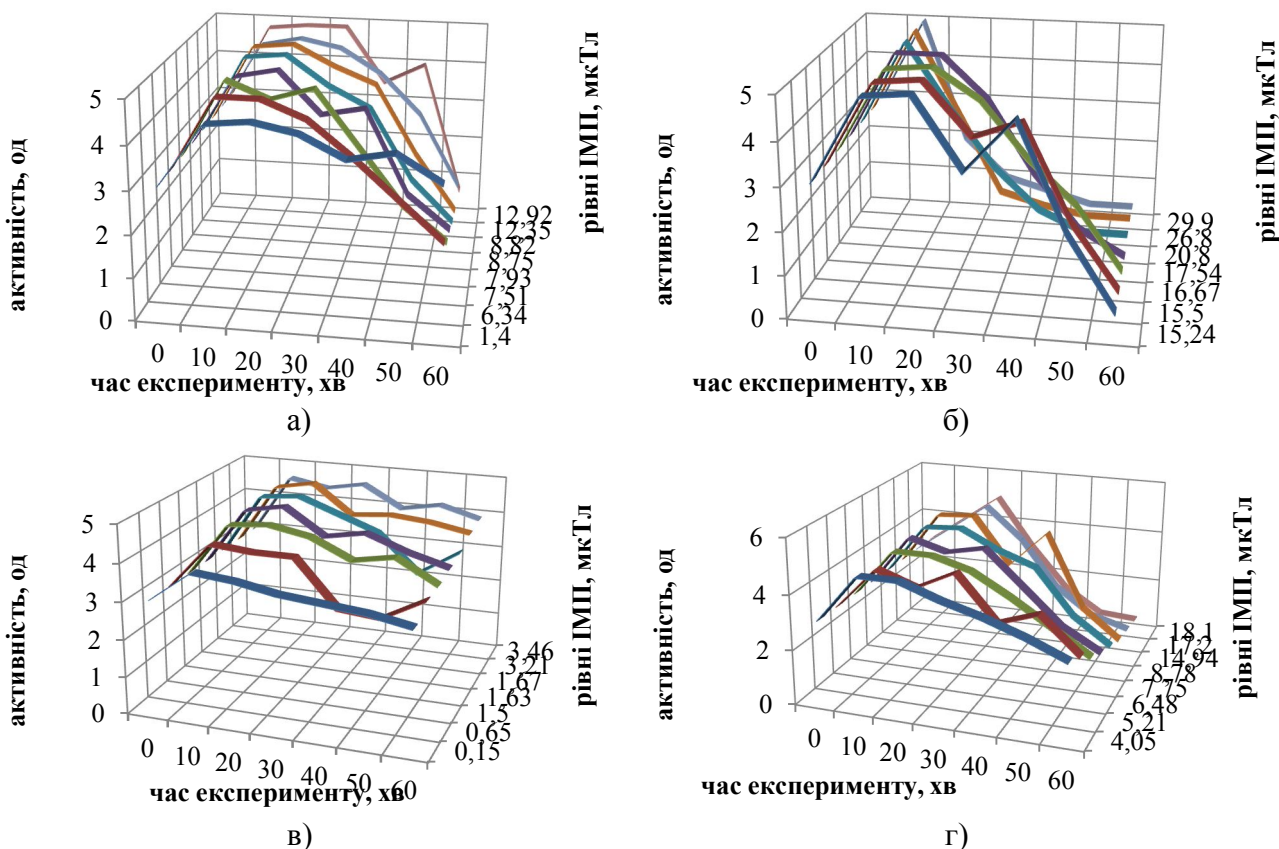 активність, од
5
4
3
2
1
0
0 10 20 30 40 50 60
час експерименту, хв
12,92
12,35
8,82
8,75
7,93
7,51
6,34
1,4
рівні ІМП, мкТл
а)
активність, од
5
4
3
2
1
0
0 10 20 30 40 50 60
час експерименту, хв
29,9
26,8
20,8
17,54
16,67
15,5
15,24
рівні ІМП, мкТл
б)
активність, од
5
4
3
2
1
0
0 10 20 30 40 50 60
час експерименту, хв
3,46
3,21
1,67
1,63
1,5
0,65
0,15
рівні ІМП, мкТл
в)
активність, од
6
4
2
0
0 10 20 30 40 50 60
час експерименту, хв
18,1
17,2
14,94
8,78
7,75
6,48
5,21
4,05
рівні ІМП, мкТл
г)